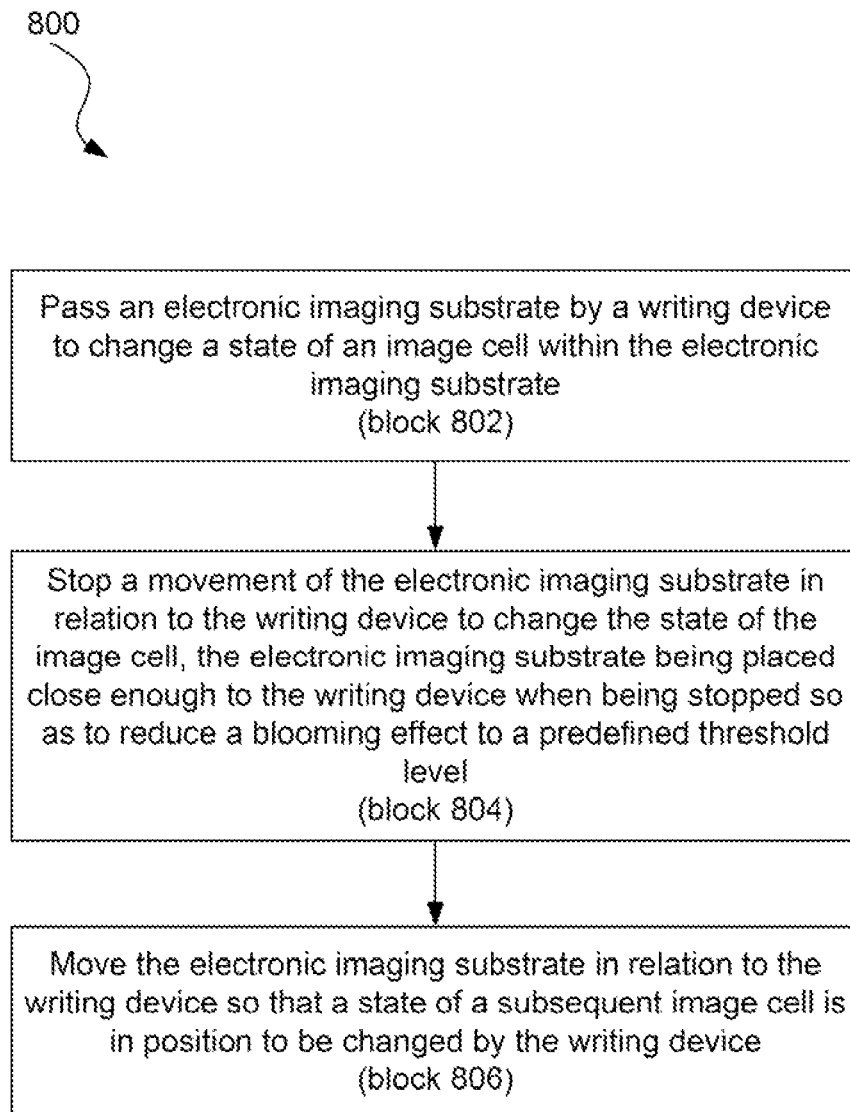 800
Pass an electronic imaging substrate by a writing device
to change a state of an image cell within the electronic
imaging substrate
(block 802)
Stop a movement of the electronic imaging substrate in
relation to the writing device to change the state of the
image cell, the electronic imaging substrate being placed
close enough to the writing device when being stopped so
as to reduce a blooming effect to a predefined threshold
level
(block 804)
Move the electronic imaging substrate in relation to the
writing device so that a state of a subsequent image cell is
in position to be changed by the writing device
(block 806)